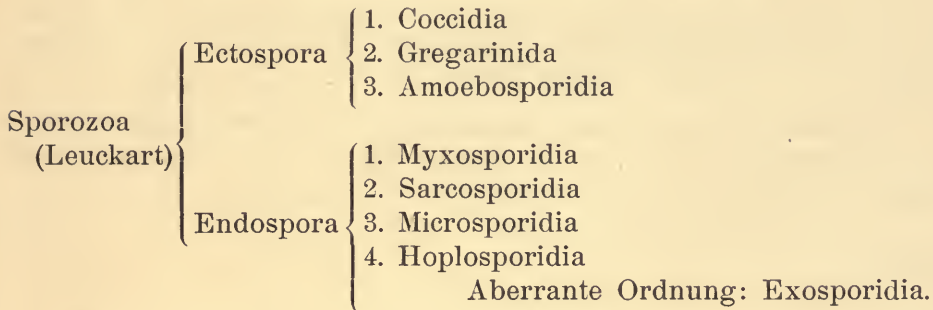 1. Coccidia
Ectospora
2. Gregarinida
3. Amoebosporidia
Sporozoa
(Leuckart)
1. Myxosporidia
2. Sarcosporidia
Endospora
3. Microsporidia
4. Hoplosporidia
Aberrante Ordnung: Exosporidia.